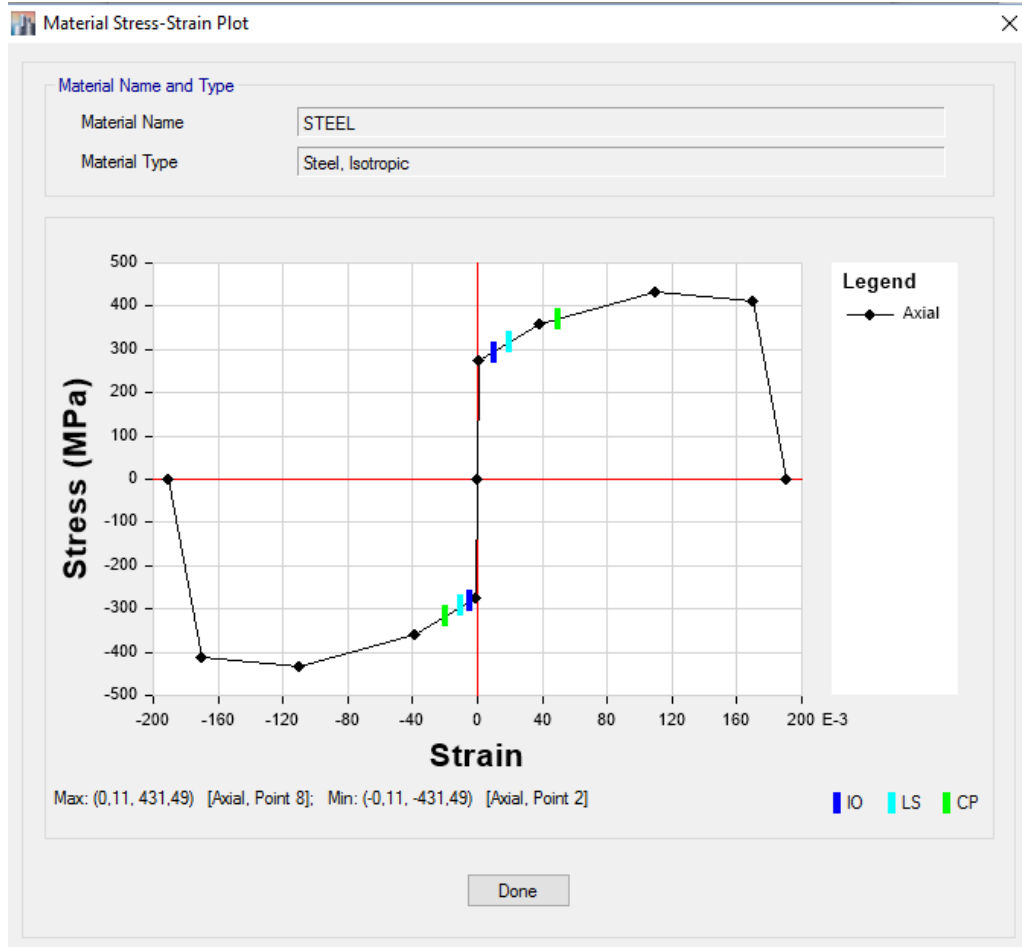 Material Stress-Strain Plot
Material Name and Type
Material Name
STEEL
Material Type
Steel, Isotropic
500
400
300
200
100
0
-100
-200
-300
-400
-500
Stress (MPa)
-200 -160 -120 -80 -40 0 40 80 120 160 200 E-3
Strain
Legend
Axial
Max: (0,11, 431,49) [Axial, Point 8]; Min: (-0,11, -431,49) [Axial, Point 2]
IO LS CP
Done